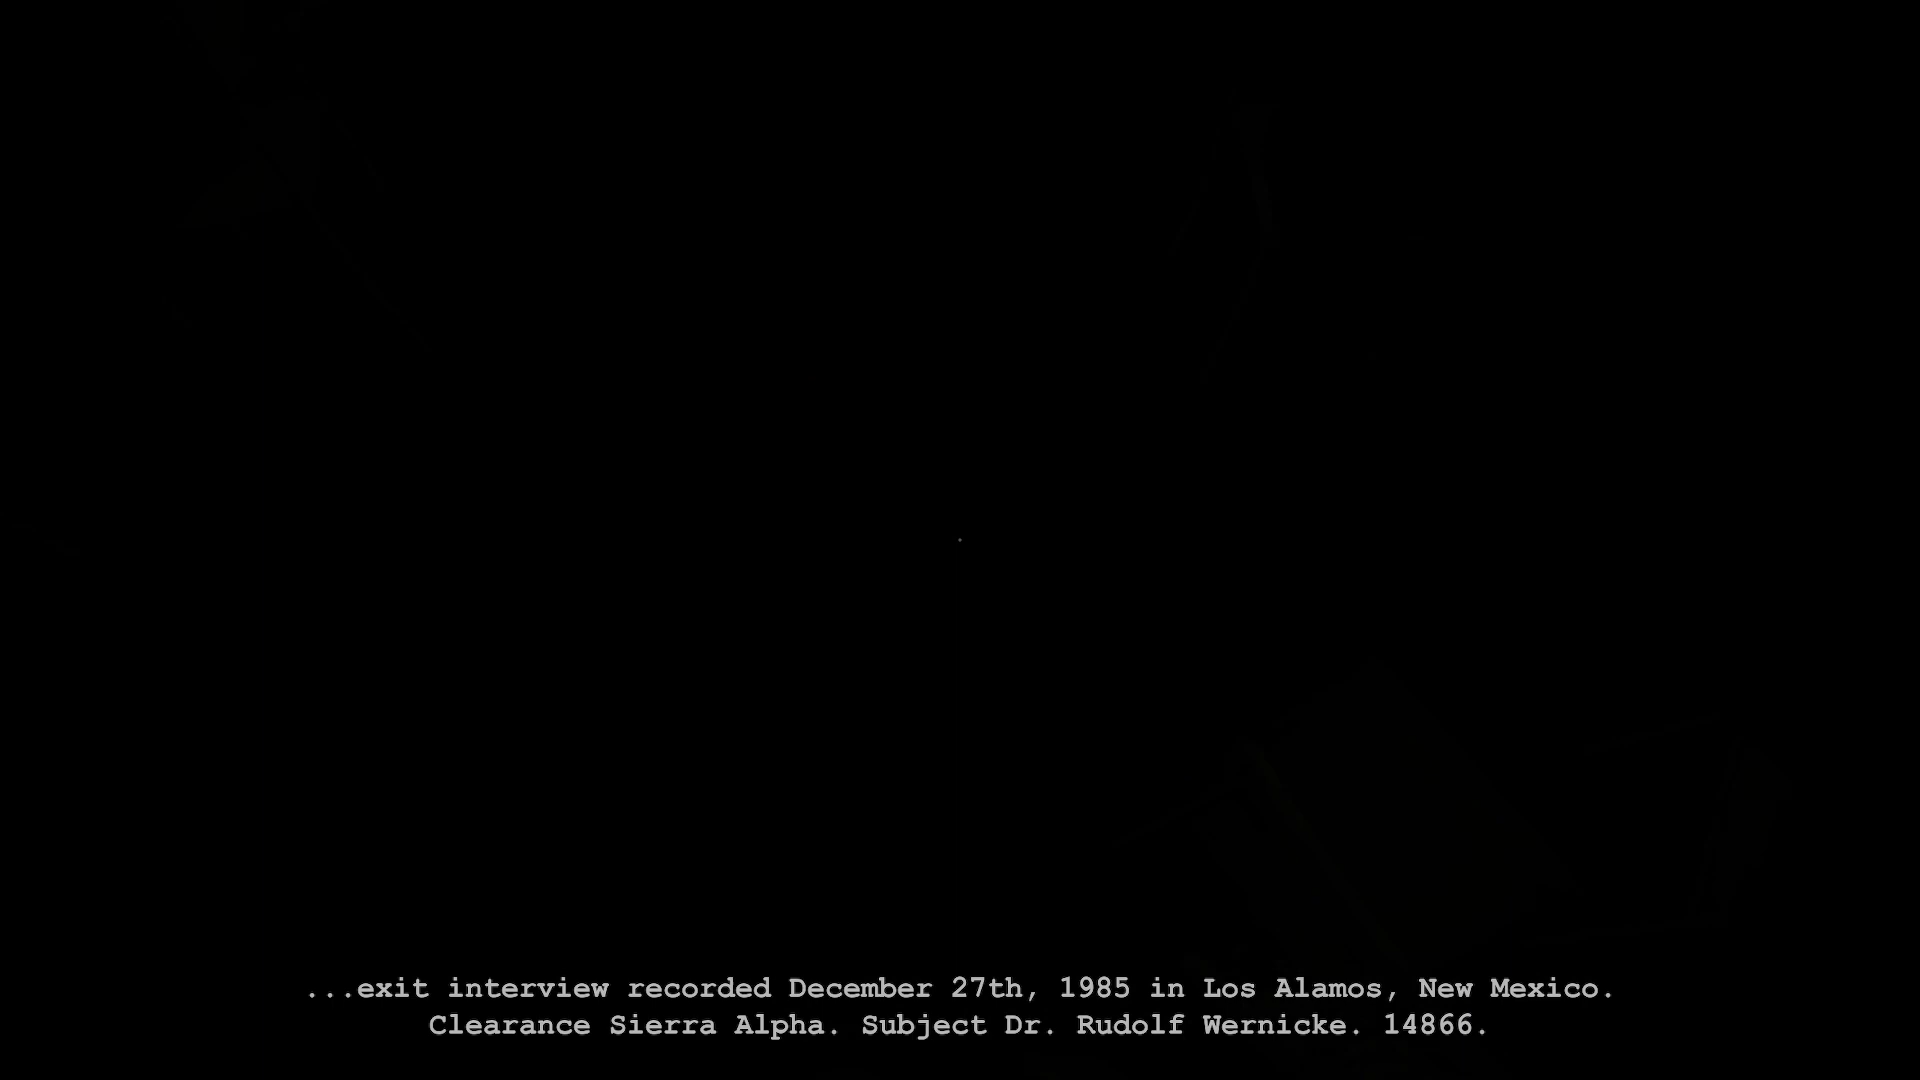 ...exit interview recorded December 27th, 1985 in Los Alamos, New Mexico.
Clearance Sierra Alpha. Subject Dr. Rudolf Wernicke. 14866.